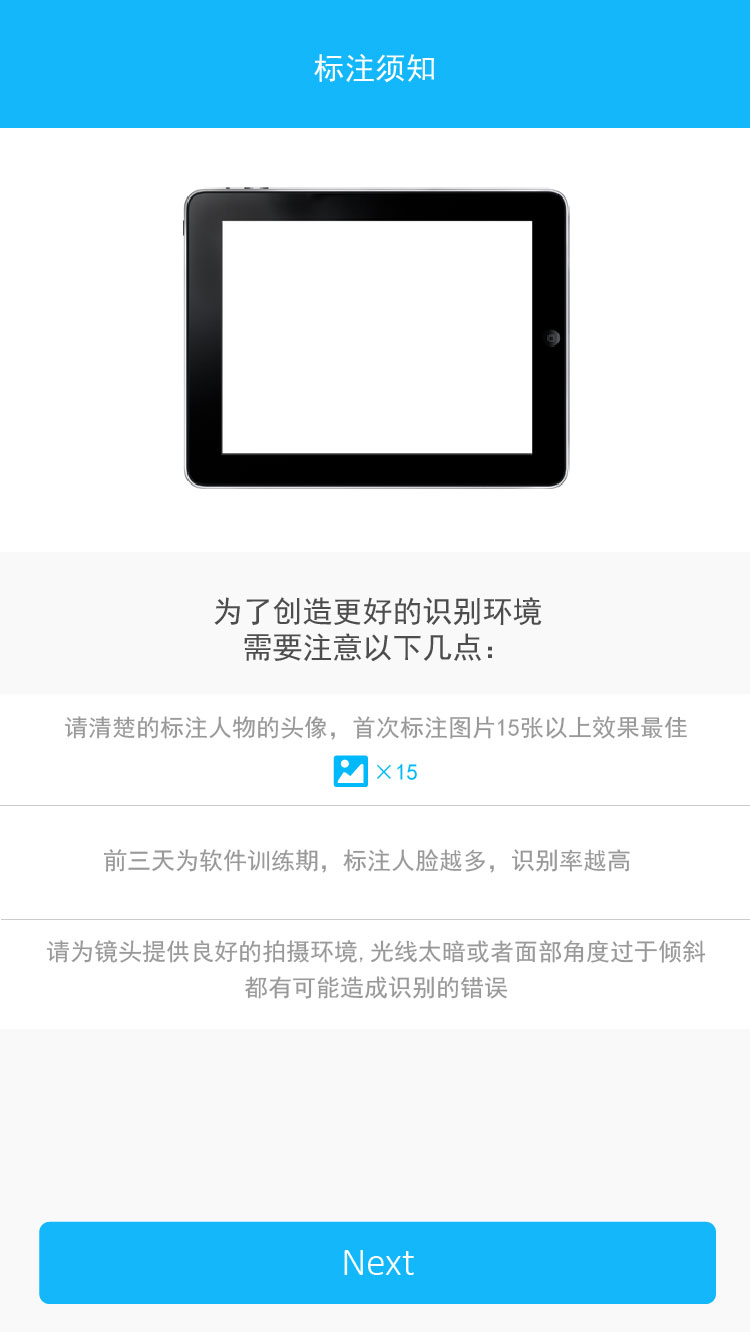 标注须知
为了创造更好的识别环境
需要注意以下几点：
请清楚的标注人物的头像，首次标注图片15张以上效果最佳
×15
前三天为软件训练期，标注人脸越多，识别率越高
请为镜头提供良好的拍摄环境,光线太暗或者面部角度过于倾斜
都有可能造成识别的错误
Next